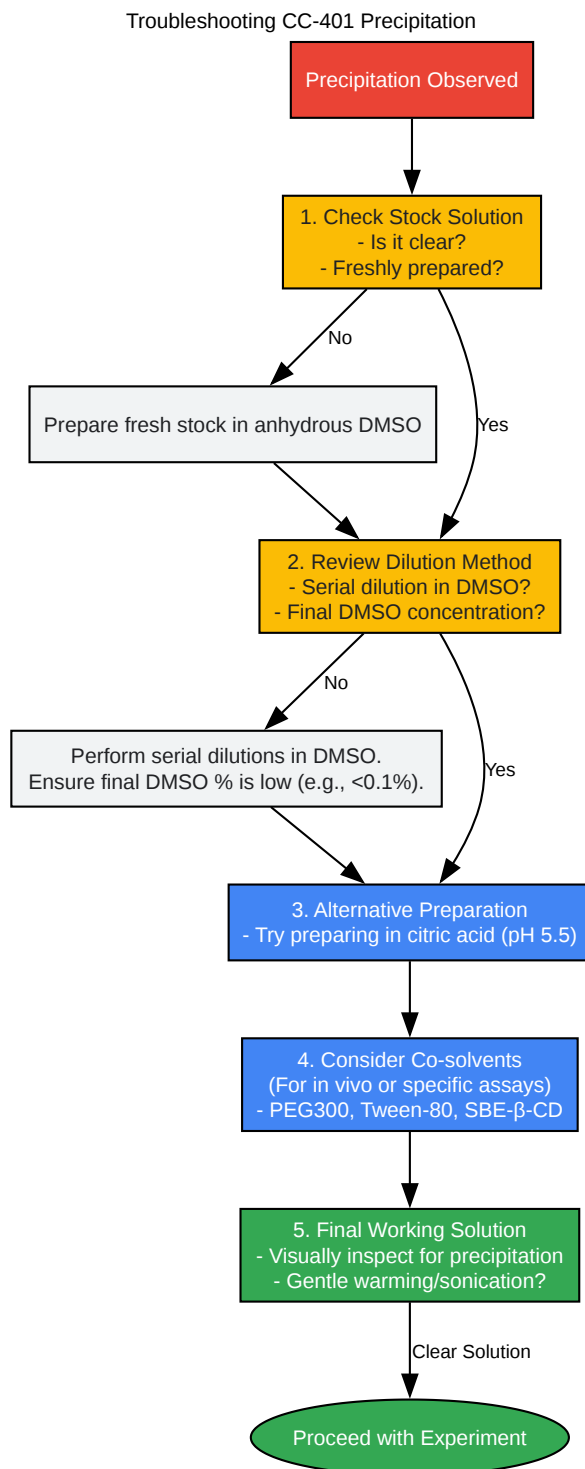 Troubleshooting CC-401 Precipitation
Precipitation Observed
1. Check Stock Solution
- Is it clear?
- Freshly prepared?
No
Yes
Prepare fresh stock in anhydrous DMSO
2. Review Dilution Method
- Serial dilution in DMSO?
- Final DMSO concentration?
No
Yes
Perform serial dilutions in DMSO.
Ensure final DMSO % is low (e.g., <0.1%).
3. Alternative Preparation
- Try preparing in citric acid (pH 5.5)
4. Consider Co-solvents
(For in vivo or specific assays)
- PEG300, Tween-80, SBE-β-CD
5. Final Working Solution
- Visually inspect for precipitation
- Gentle warming/sonication?
Clear Solution
Proceed with Experiment